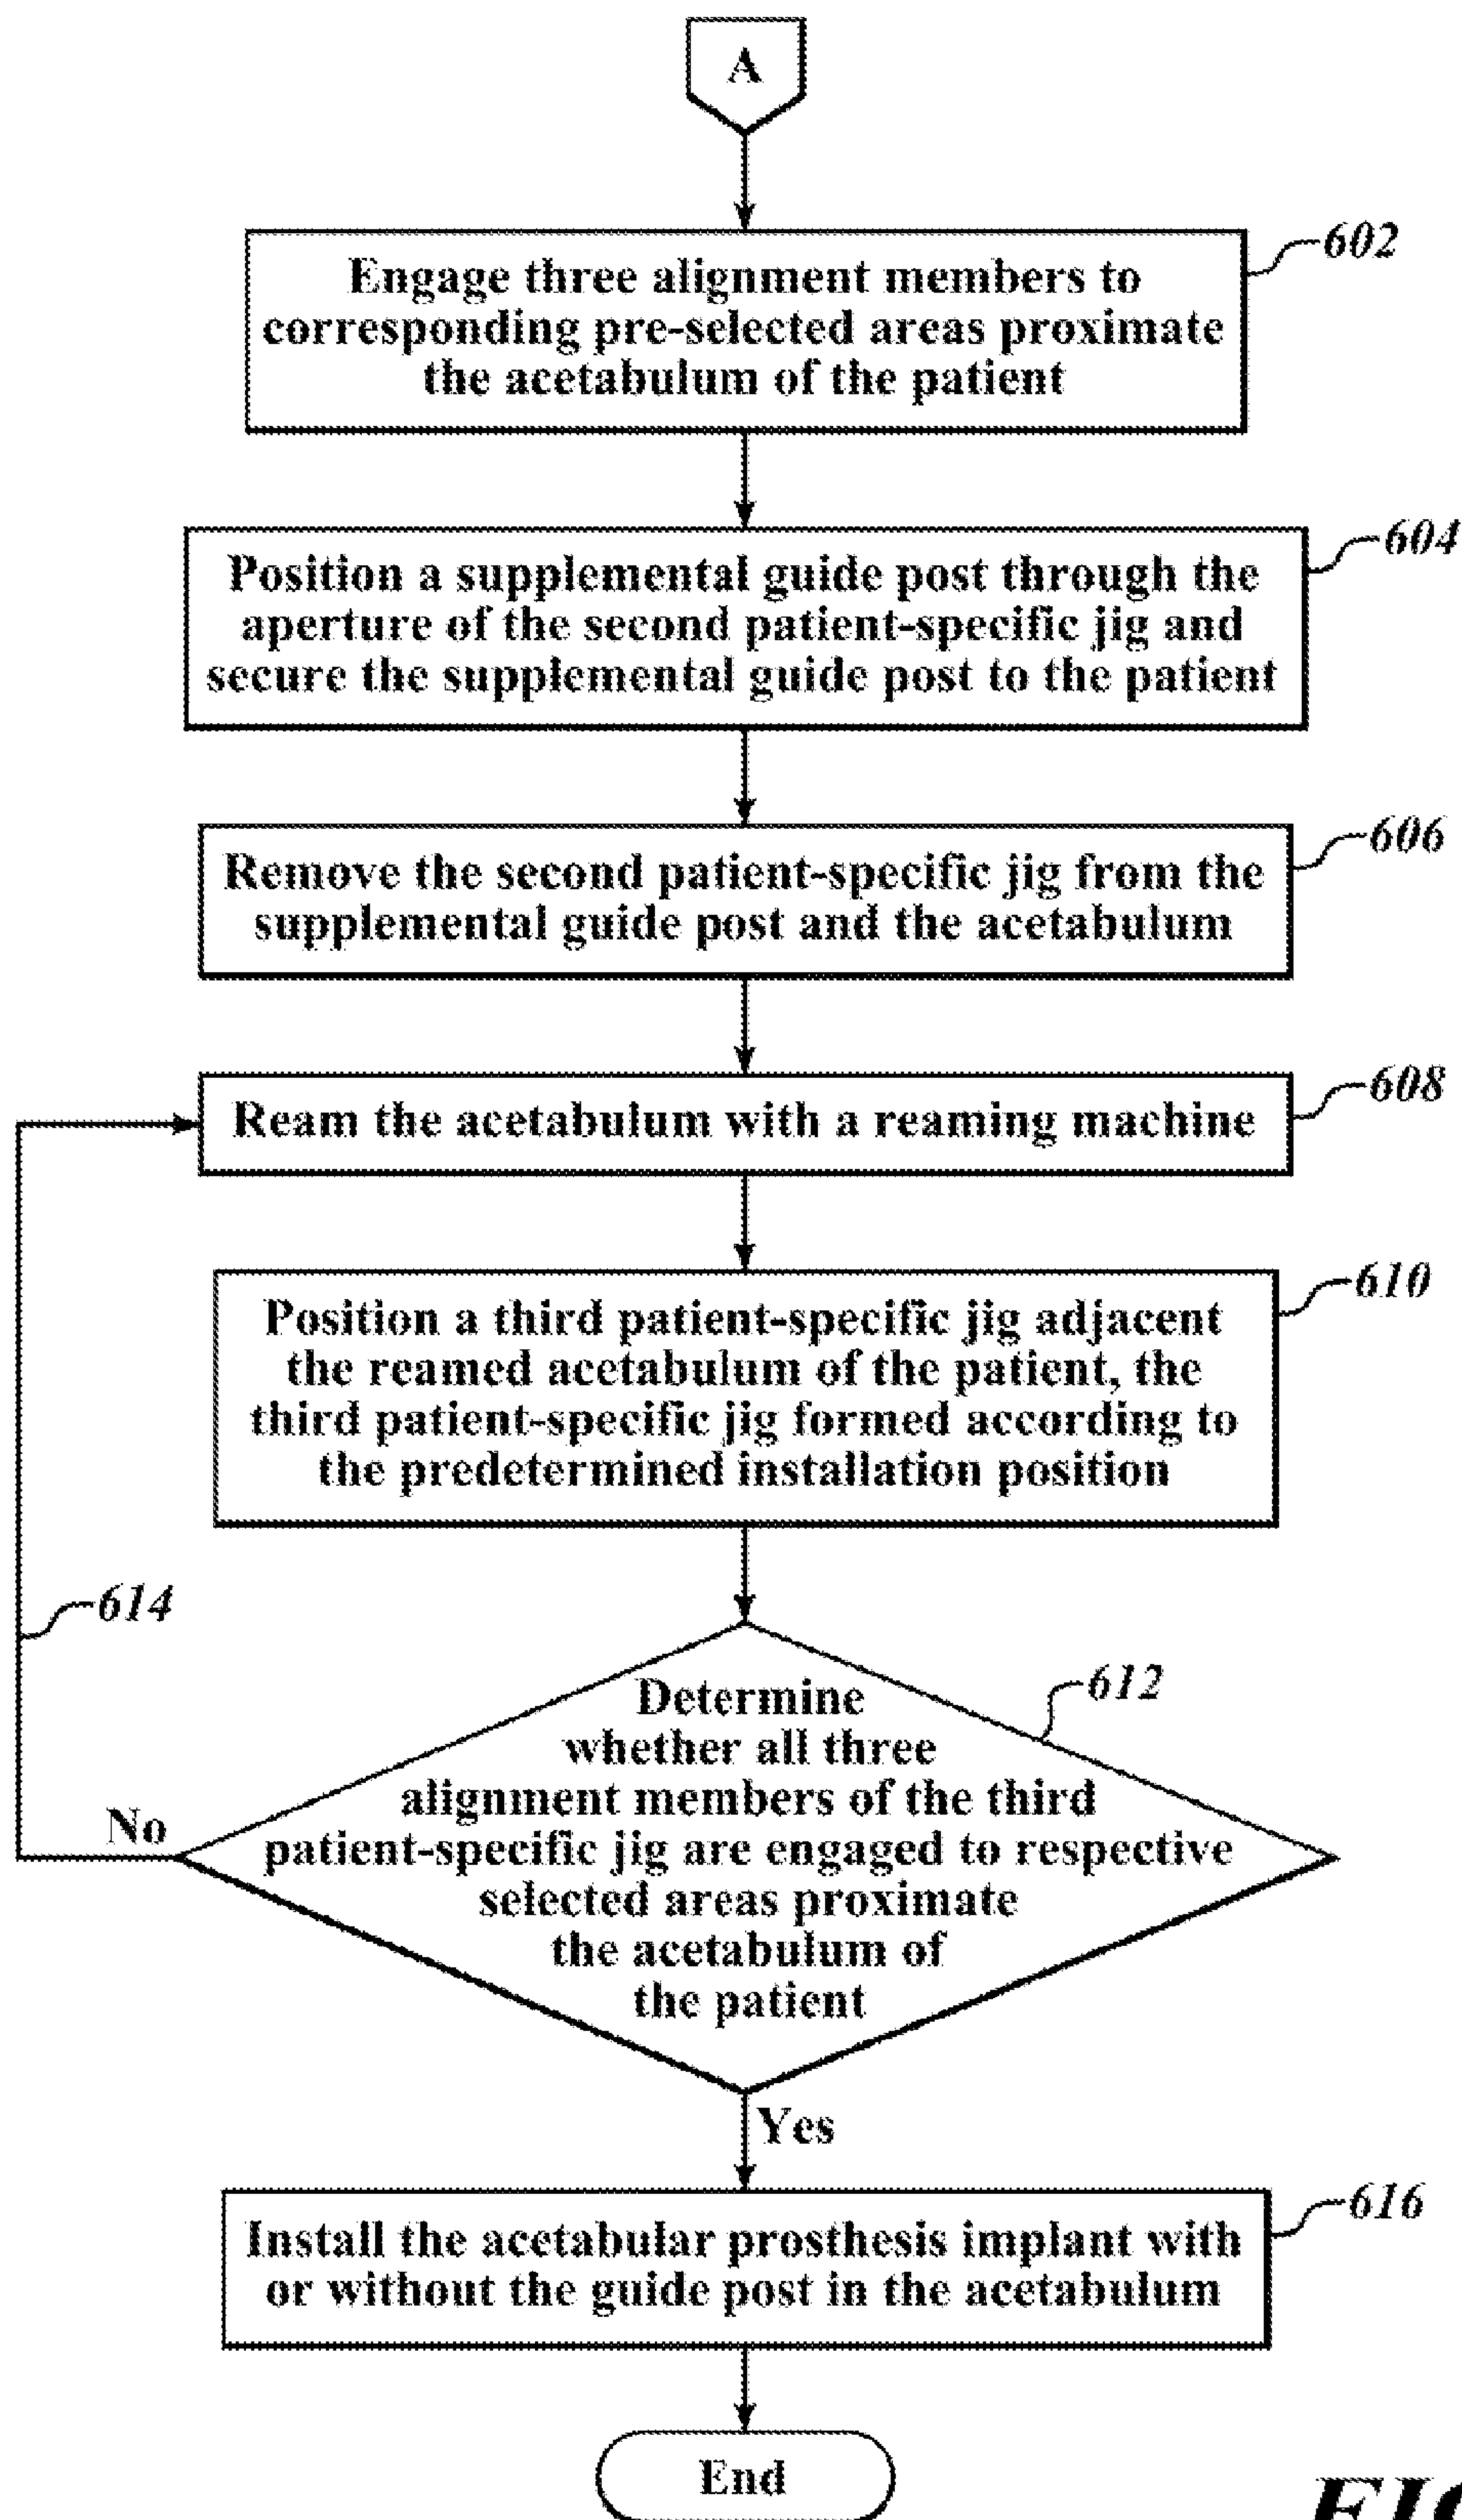 A
Engage three alignment members to
corresponding pre-selected areas proximate
the acetabulum of the patient
602
Position a supplemental guide post through the
aperture of the second patient-specific jig and
secure the supplemental guide post to the patient
604
Remove the second patient-specific jig from the
supplemental guide post and the acetabulum
606
Ream the acetabulum with a reaming machine
608
Position a third patient-specific jig adjacent
the reamed acetabulum of the patient, the
third patient-specific jig formed according to
the predetermined installation position
610
614
Determine
whether all three
alignment members of the third
patient-specific jig are engaged to respective
selected areas proximate
the acetabulum of
the patient
612
No
Yes
Install the acetabular prosthesis implant with
or without the guide post in the acetabulum
616
End